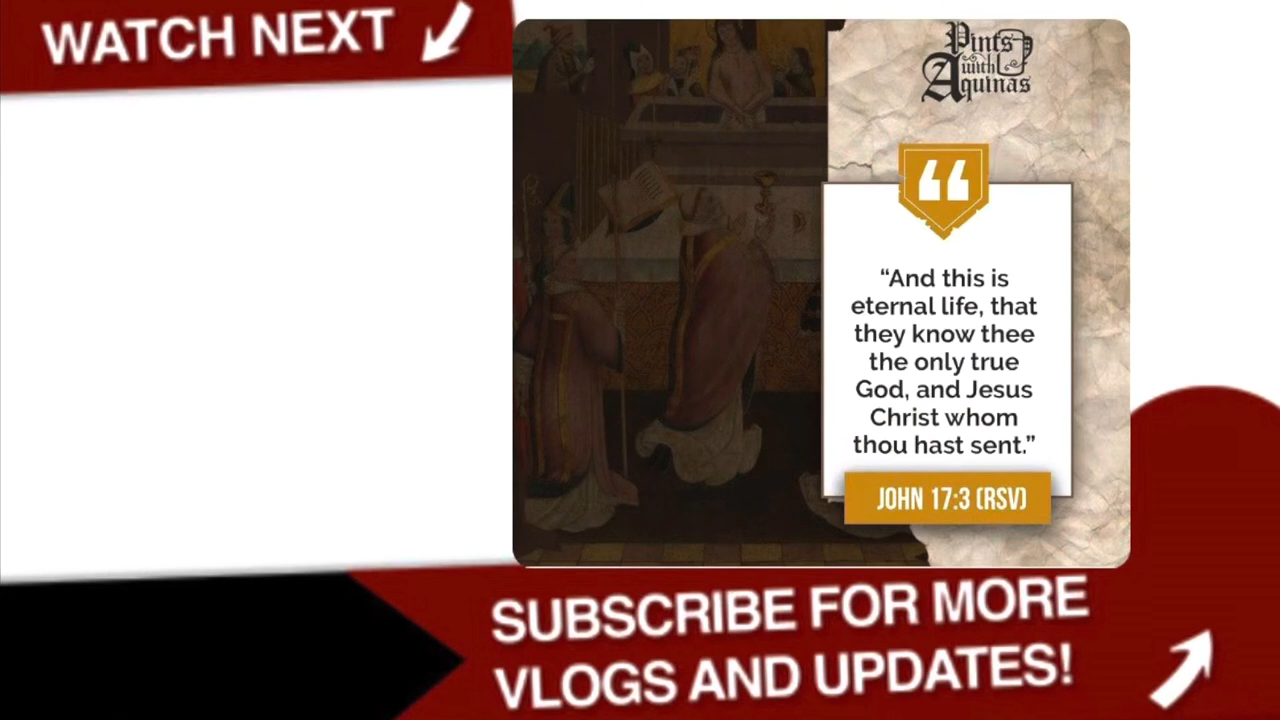 WATCH NEXT
Pints
with
Aquinas
“And this is
eternal life, that
they know thee
the only true
God, and Jesus
Christ whom
thou hast sent.”
JOHN 17:3 (RSV)
SUBSCRIBE FOR MORE
VLOGS AND UPDATES!